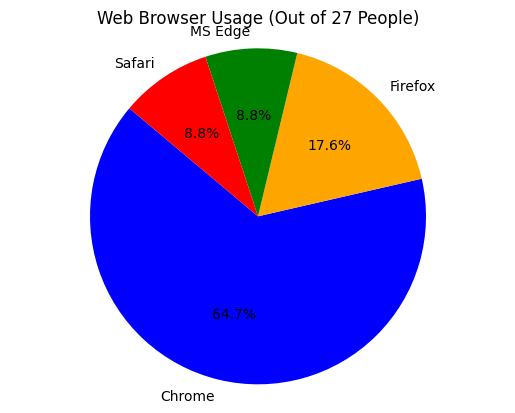 Web Browser Usage (Out of 27 People)
MS Edge
Safari
Firefox
8.8%
8.8%
17.6%
64.7%
Chrome